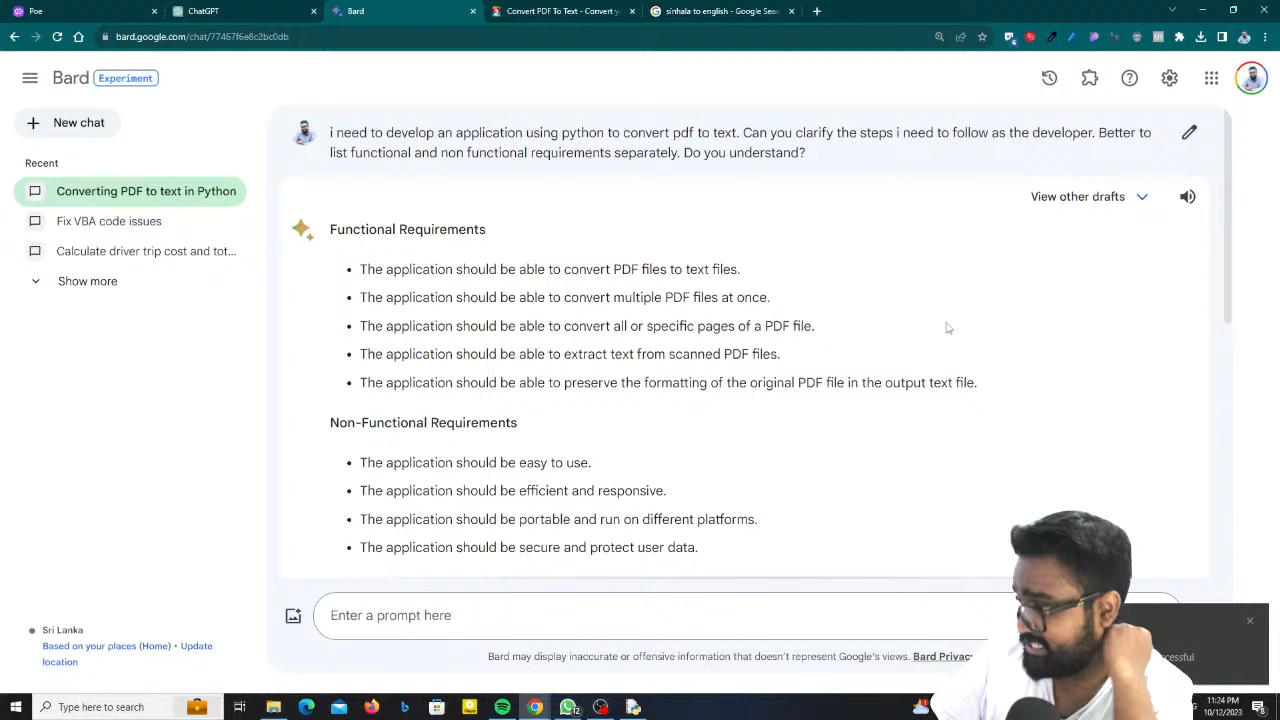 Poe
ChatGPT
Bard
Convert PDF To Text - Convert y
sinhala to english - Google Sea
bard.google.com/chat/77467f6e8c2bc0db
Bard Experiment
New chat
Recent
Converting PDF to text in Python
Fix VBA code issues
Calculate driver trip cost and tot...
Show more
i need to develop an application using python to convert pdf to text. Can you clarify the steps i need to follow as the developer. Better to
list functional and non functional requirements separately. Do you understand?
View other drafts
Functional Requirements
• The application should be able to convert PDF files to text files.
• The application should be able to convert multiple PDF files at once.
• The application should be able to convert all or specific pages of a PDF file.
• The application should be able to extract text from scanned PDF files.
• The application should be able to preserve the formatting of the original PDF file in the output text file.
Non-Functional Requirements
• The application should be easy to use.
• The application should be efficient and responsive.
• The application should be portable and run on different platforms.
• The application should be secure and protect user data.
Enter a prompt here
Sri Lanka
Based on your places (Home) • Update
location
Bard may display inaccurate or offensive information that doesn't represent Google's views. Bard Privac
ssful
Type here to search
12
11:24 PM
10/12/2023